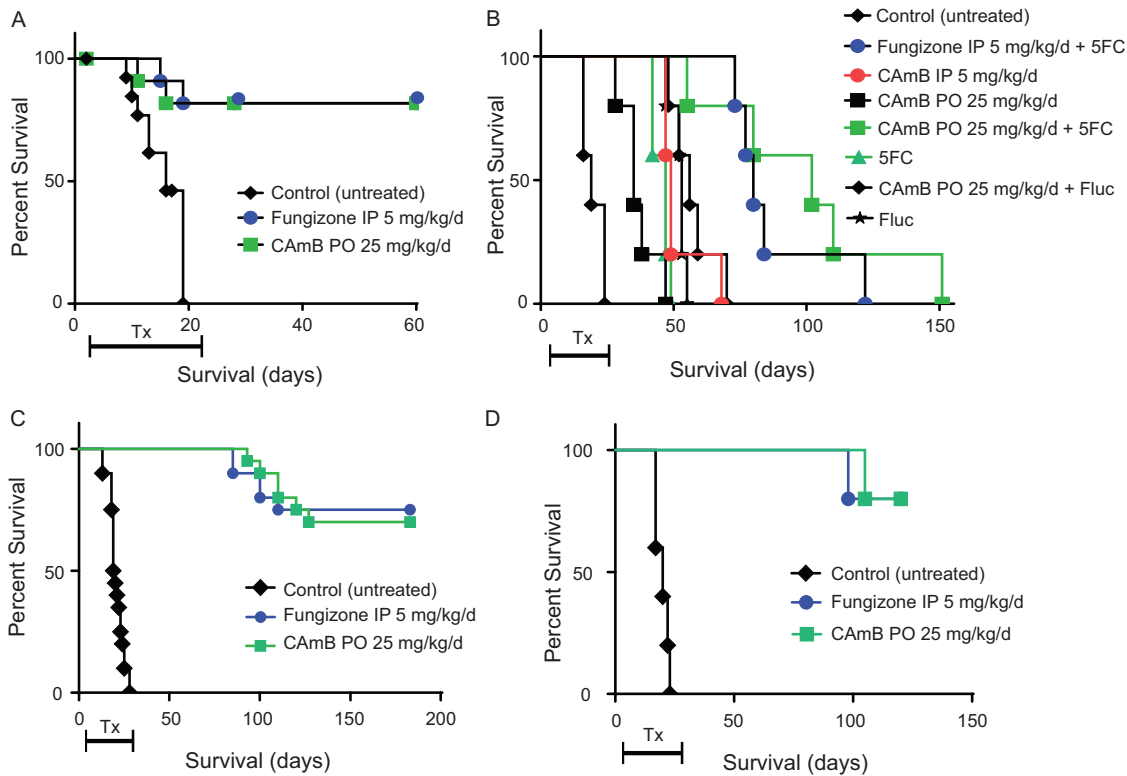 A
Percent Survival
100
50
0
0 20 40 60
Tx
Survival (days)
Control (untreated)
Fungizone IP 5 mg/kg/d
CAmB PO 25 mg/kg/d
B
Percent Survival
100
50
0
0 50 100 150
Tx
Survival (days)
Control (untreated)
Fungizone IP 5 mg/kg/d + 5FC
CAmB IP 5 mg/kg/d
CAmB PO 25 mg/kg/d
CAmB PO 25 mg/kg/d + 5FC
5FC
CAmB PO 25 mg/kg/d + Fluc
Fluc
C
Percent Survival
100
50
0
0 50 100 150 200
Tx
Survival (days)
Control (untreated)
Fungizone IP 5 mg/kg/d
CAmB PO 25 mg/kg/d
D
Percent Survival
100
50
0
0 50 100 150
Tx
Survival (days)
Control (untreated)
Fungizone IP 5 mg/kg/d
CAmB PO 25 mg/kg/d